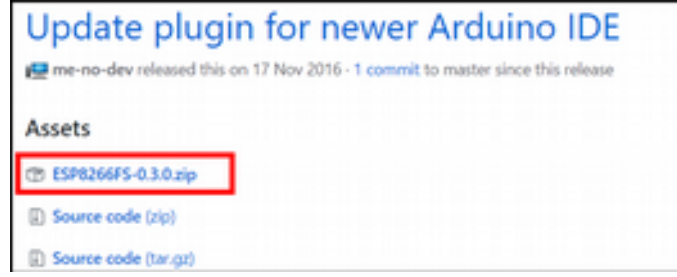 Update plugin for newer Arduino IDE
me-no-dev released this on 17 Nov 2016 · 1 commit to master since this release
Assets
ESP8266FS-0.3.0.zip
Source code (zip)
Source code (tar.gz)